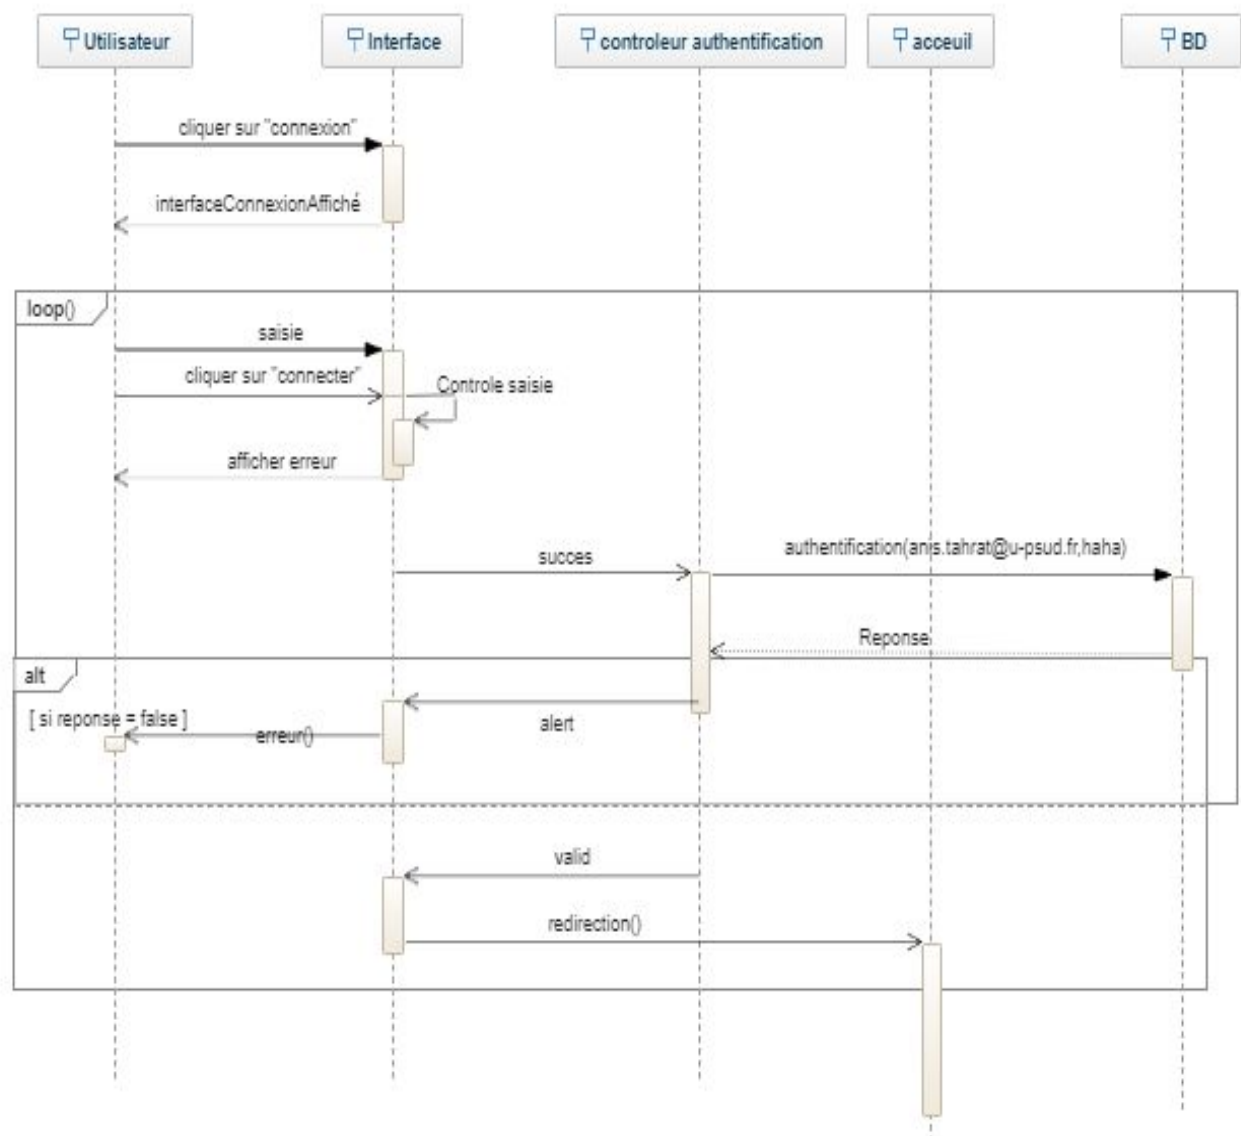 Utilisateur
Interface
controleur authentification
acceuil
BD
cliquer sur "connexion"
interfaceConnexionAffiché
loop()
saisie
cliquer sur "connecter"
Controle saisie
afficher erreur
succes
authentification(anis.tahrat@u-psud.fr,haha)
Reponse
alt
[ si reponse = false ]
erreur()
alert
valid
redirection()